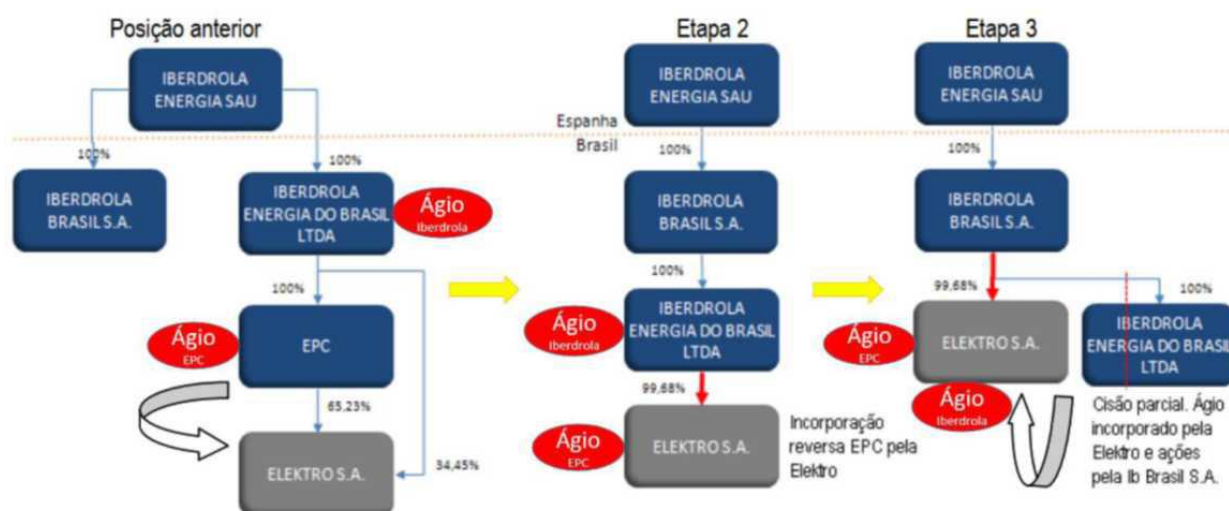 Posição anterior
IBERDROLA
ENERGIA SAU
100%
100%
IBERDROLA
BRASIL S.A.
IBERDROLA
ENERGIA DO BRASIL
LTDA
Ágio
Iberdrola
100%
Ágio
EPC
EPC
65,23%
34,45%
ELEKTRO S.A.
Etapa 2
IBERDROLA
ENERGIA SAU
Espanha
Brasil
100%
IBERDROLA
BRASIL S.A.
100%
Ágio
Iberdrola
IBERDROLA
ENERGIA DO BRASIL
LTDA
99,68%
Ágio
EPC
ELEKTRO S.A.
Incorporação
reversa EPC pela
Elektro
Etapa 3
IBERDROLA
ENERGIA SAU
100%
IBERDROLA
BRASIL S.A.
99,68%
100%
Ágio
EPC
ELEKTRO S.A.
IBERDROLA
ENERGIA DO BRASIL
LTDA
Ágio
Iberdrola
Cisão parcial. Ágio
incorporado pela
Elektro e ações
pela Ib Brasil S.A.